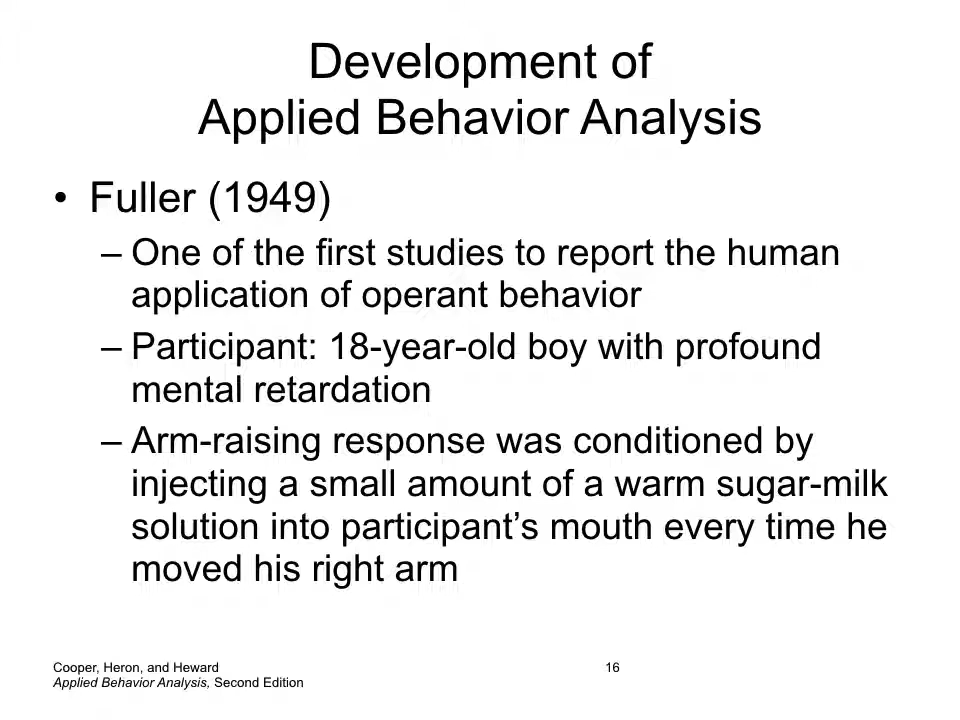 Development of
Applied Behavior Analysis
• Fuller (1949)
– One of the first studies to report the human
application of operant behavior
– Participant: 18-year-old boy with profound
mental retardation
– Arm-raising response was conditioned by
injecting a small amount of a warm sugar-milk
solution into participant’s mouth every time he
moved his right arm
Cooper, Heron, and Heward
Applied Behavior Analysis, Second Edition
16